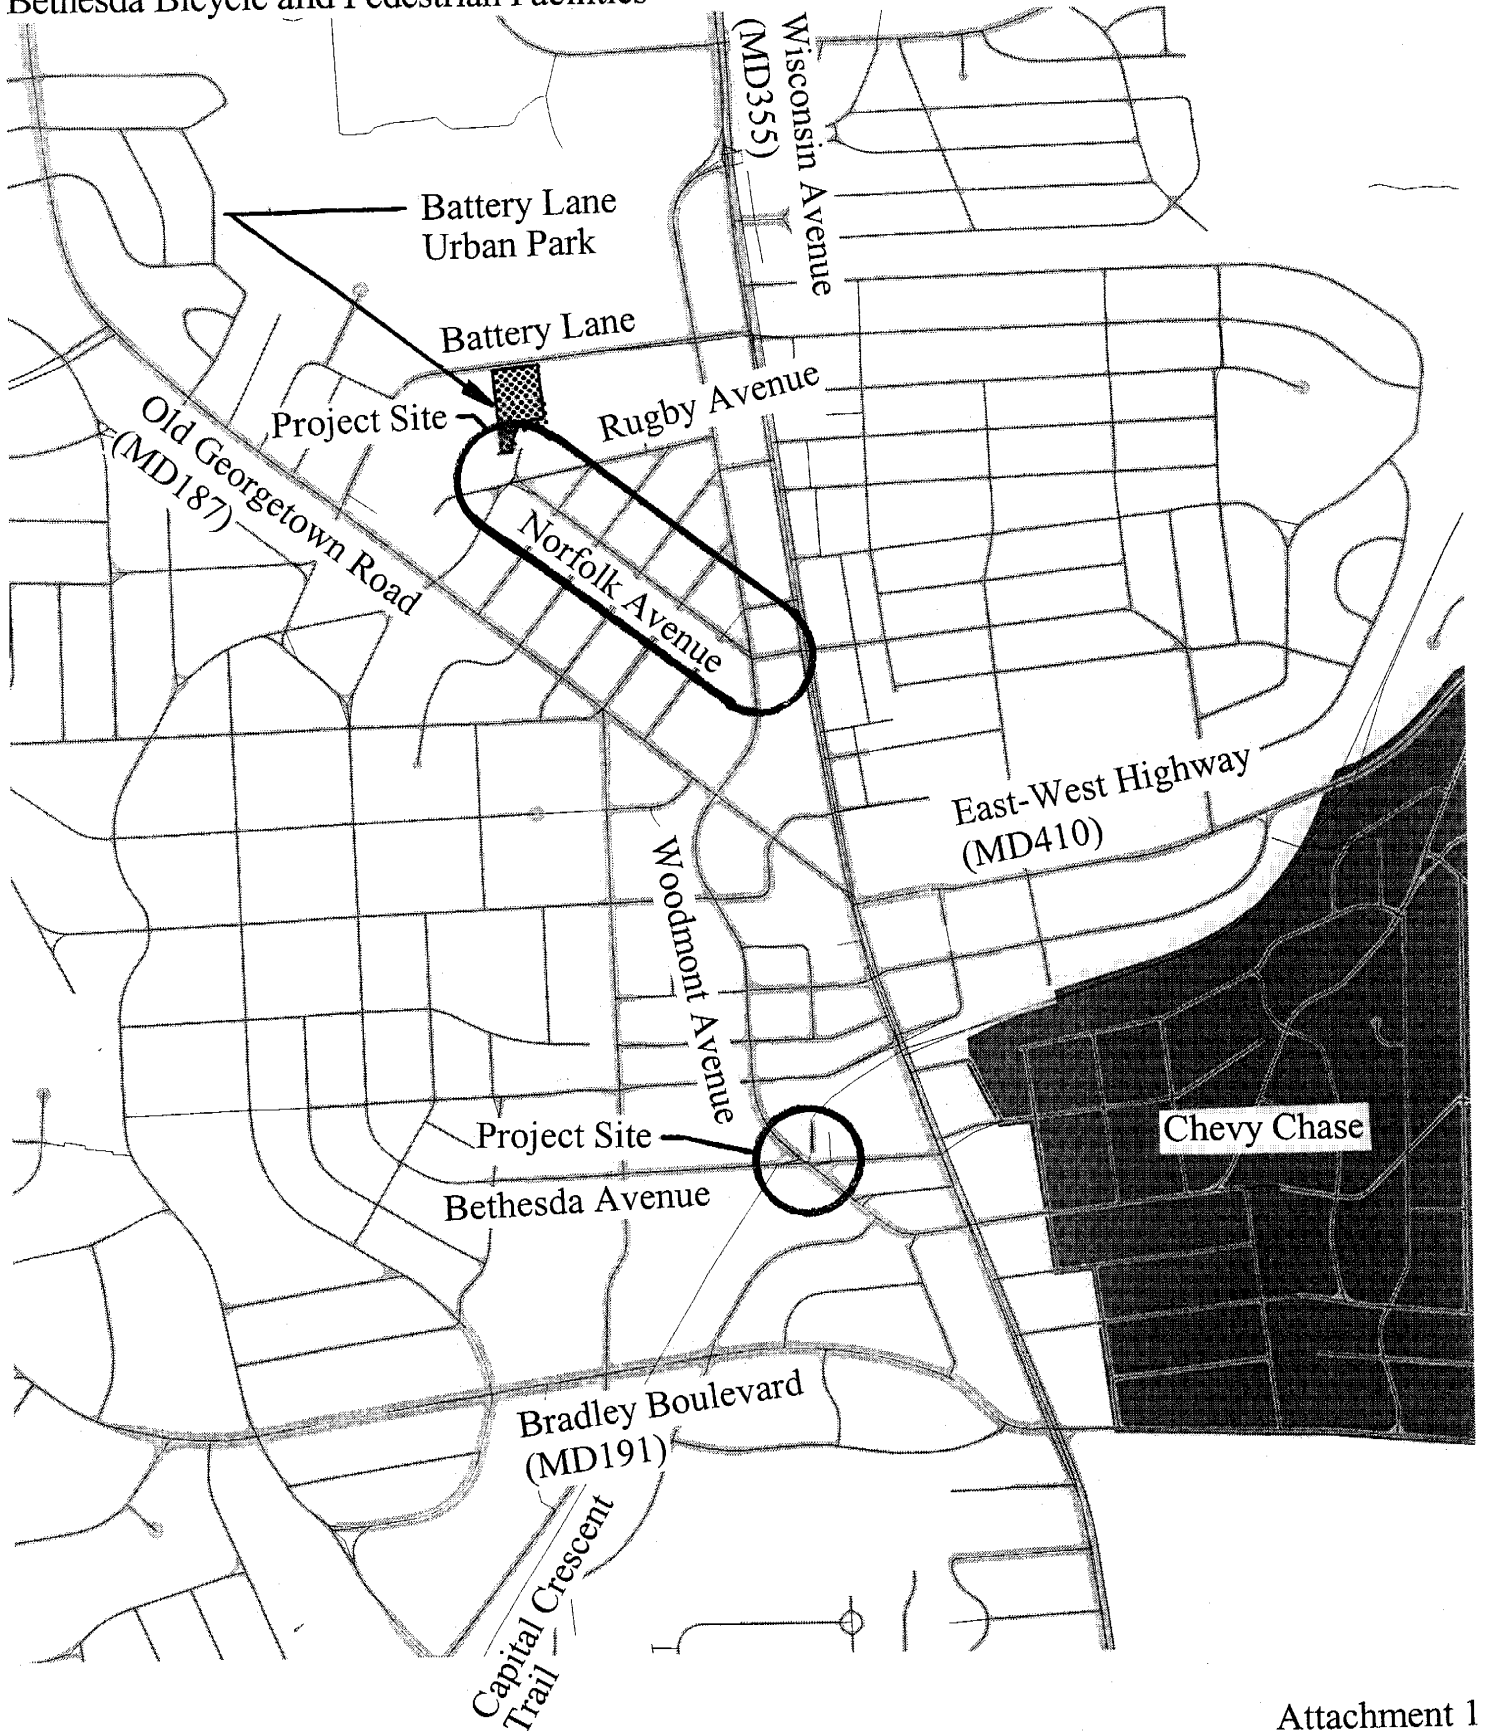 Bethesda Bicycle and Pedestrian Facilities
Wisconsin Avenue
(MD355)
Battery Lane
Urban Park
Battery Lane
Rugby Avenue
Project Site
Old Georgetown Road
(MD187)
Norfolk Avenue
East-West Highway
(MD410)
Woodmont Avenue
Chevy Chase
Project Site
Bethesda Avenue
Bradley Boulevard
(MD191)
Capital Crescent
Trail
Attachment 1